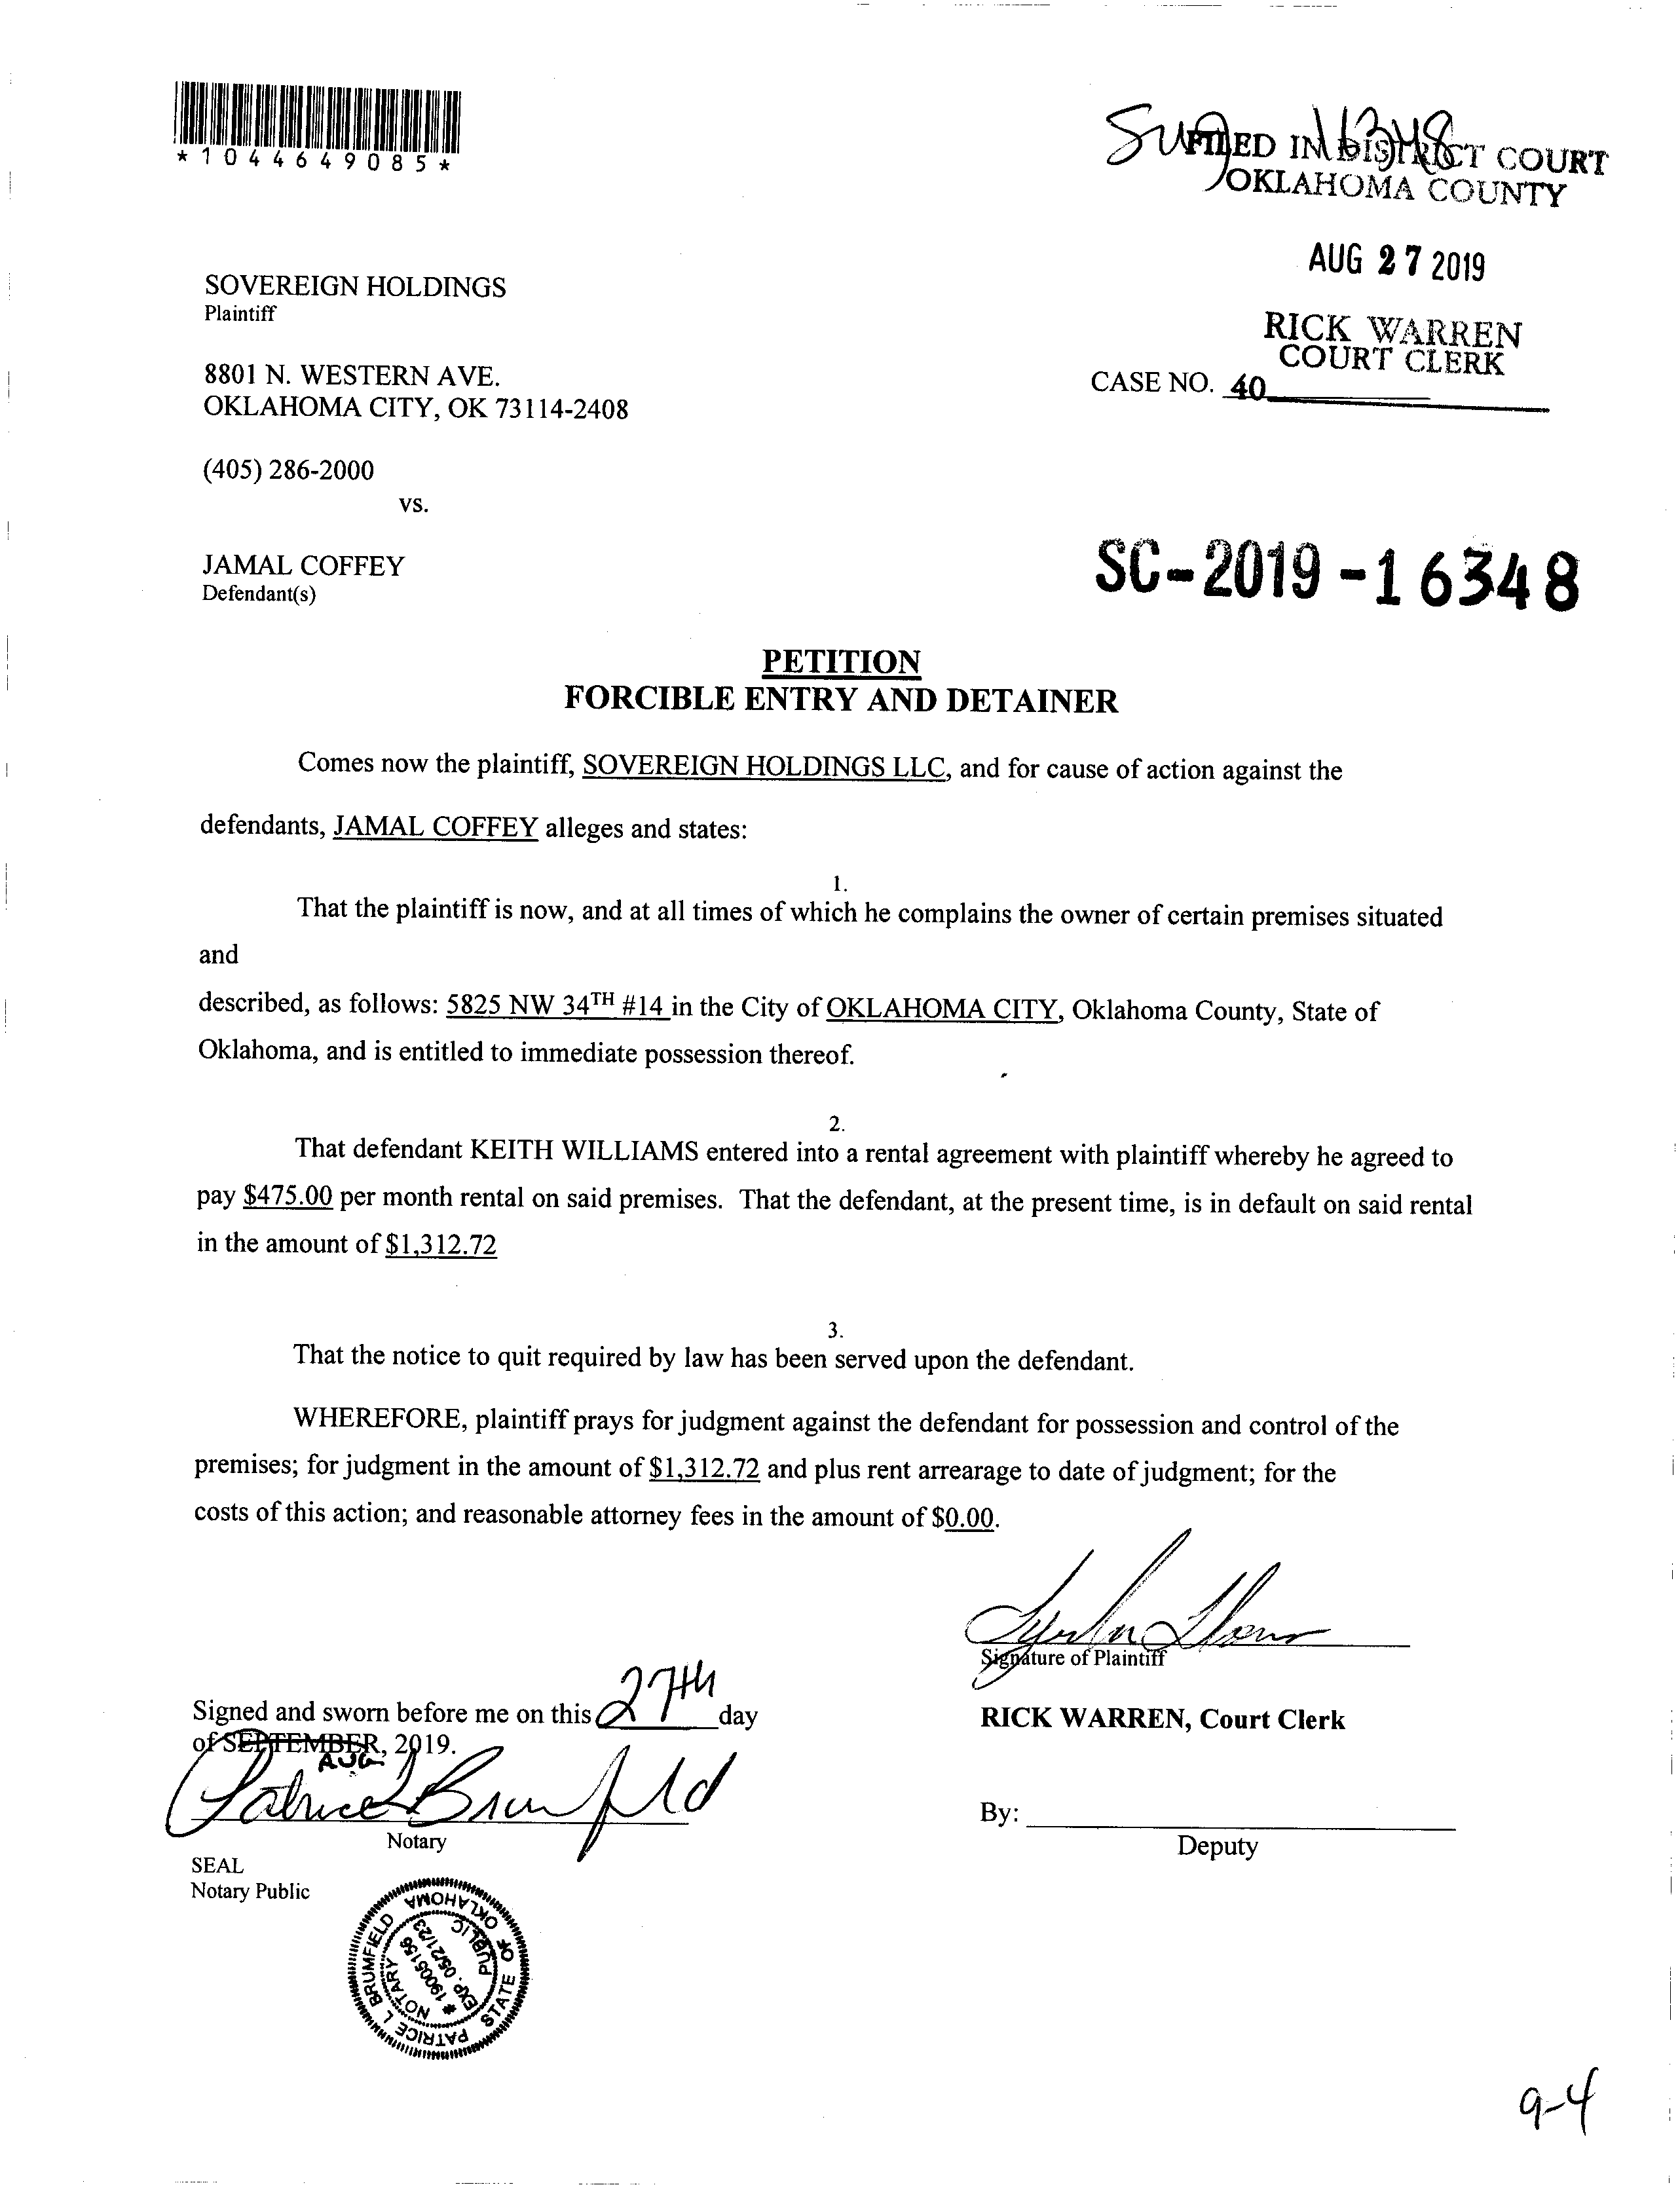 *1044649085*
FILED IN DISTRICT COURT
OKLAHOMA COUNTY
16348
AUG 27 2019
RICK WARREN
COURT CLERK
SOVEREIGN HOLDINGS
Plaintiff
8801 N. WESTERN AVE.
OKLAHOMA CITY, OK 73114-2408
CASE NO. 40
(405) 286-2000
vs.
JAMAL COFFEY
Defendant(s)
SC-2019-16348
PETITION
FORCIBLE ENTRY AND DETAINER
Comes now the plaintiff, SOVEREIGN HOLDINGS LLC, and for cause of action against the
defendants, JAMAL COFFEY alleges and states:
1.
That the plaintiff is now, and at all times of which he complains the owner of certain premises situated
and
described, as follows: 5825 NW 34TH #14 in the City of OKLAHOMA CITY, Oklahoma County, State of
Oklahoma, and is entitled to immediate possession thereof.
2.
That defendant KEITH WILLIAMS entered into a rental agreement with plaintiff whereby he agreed to
pay $475.00 per month rental on said premises. That the defendant, at the present time, is in default on said rental
in the amount of $1,312.72
3.
That the notice to quit required by law has been served upon the defendant.
WHEREFORE, plaintiff prays for judgment against the defendant for possession and control of the
premises; for judgment in the amount of $1,312.72 and plus rent arrearage to date of judgment; for the
costs of this action; and reasonable attorney fees in the amount of $0.00.
Signature of Plaintiff
Signed and sworn before me on this 27th day
of SEPTEMBER, 2019.
AUG
Patrice L Brumfield
Notary
SEAL
Notary Public
RICK WARREN, Court Clerk
By:
Deputy
PATRICE L BRUMFIELD
STATE OF OKLAHOMA
NOTARY PUBLIC
# 19005156
EXP. 05/21/23
9-4